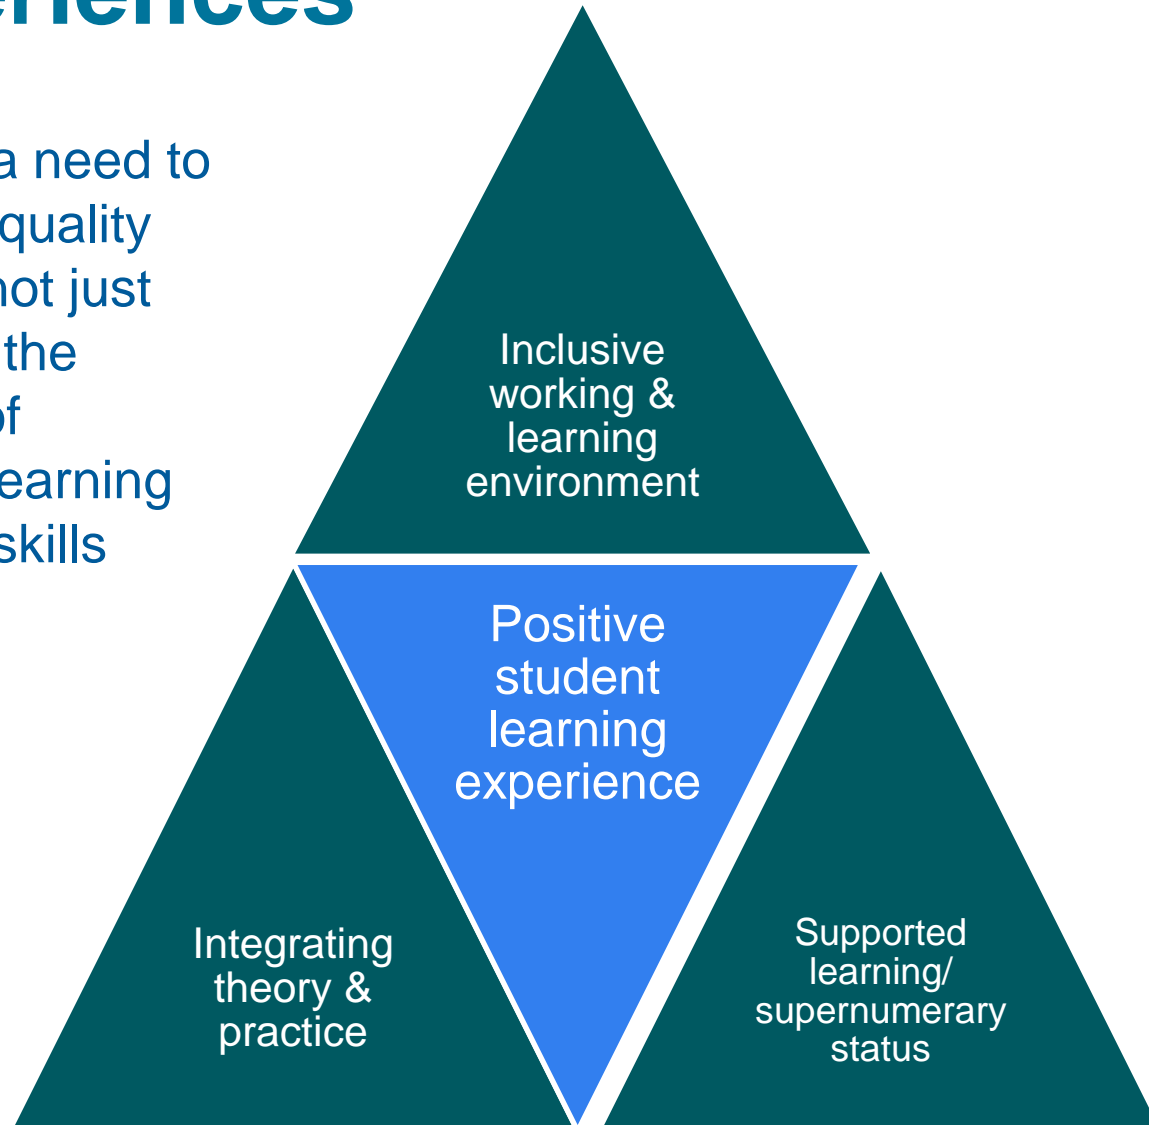 eriences
a need to
quality
not just
the
of
earning
skills
Inclusive
working &
learning
environment
Positive
student
learning
experience
Integrating
theory &
practice
Supported
learning/
supernumerary
status